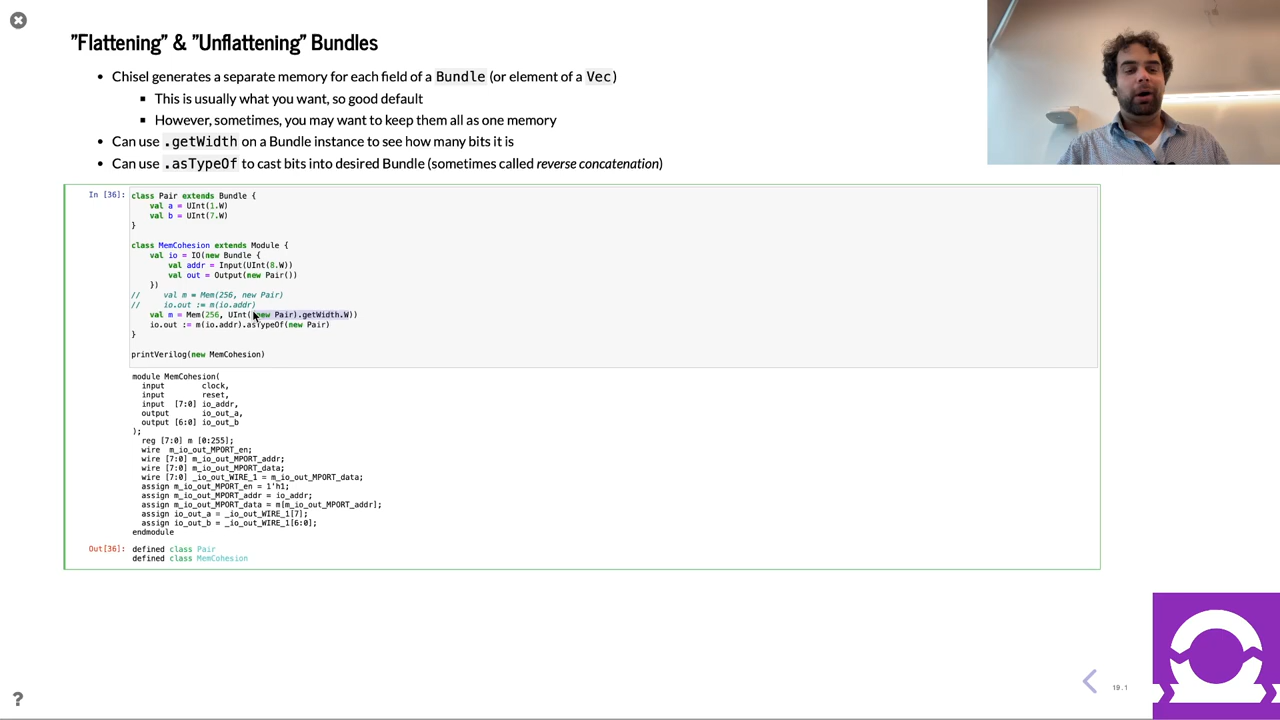 "Flattening" & "Unflattening" Bundles
• Chisel generates a separate memory for each field of a Bundle (or element of a Vec)
▪ This is usually what you want, so good default
▪ However, sometimes, you may want to keep them all as one memory
• Can use .getWidth on a Bundle instance to see how many bits it is
• Can use .asTypeOf to cast bits into desired Bundle (sometimes called reverse concatenation)
In [36]: class Pair extends Bundle {
val a = UInt(1.W)
val b = UInt(7.W)
}
class MemCohesion extends Module {
val io = IO(new Bundle {
val addr = Input(UInt(8.W))
val out = Output(new Pair())
})
// val m = Mem(256, new Pair)
// io.out := m(io.addr)
val m = Mem(256, UInt((new Pair).getWidth.W))
io.out := m(io.addr).asTypeOf(new Pair)
}
printVerilog(new MemCohesion)
module MemCohesion(
input clock,
input reset,
input [7:0] io_addr,
output io_out_a,
output [6:0] io_out_b
);
reg [7:0] m [0:255];
wire m_io_out_MPORT_en;
wire [7:0] m_io_out_MPORT_addr;
wire [7:0] m_io_out_MPORT_data;
wire [7:0] _io_out_WIRE_1 = m_io_out_MPORT_data;
assign m_io_out_MPORT_en = 1'h1;
assign m_io_out_MPORT_addr = io_addr;
assign m_io_out_MPORT_data = m[m_io_out_MPORT_addr];
assign io_out_a = _io_out_WIRE_1[7];
assign io_out_b = _io_out_WIRE_1[6:0];
endmodule
Out[36]: defined class Pair
defined class MemCohesion
19.1
?